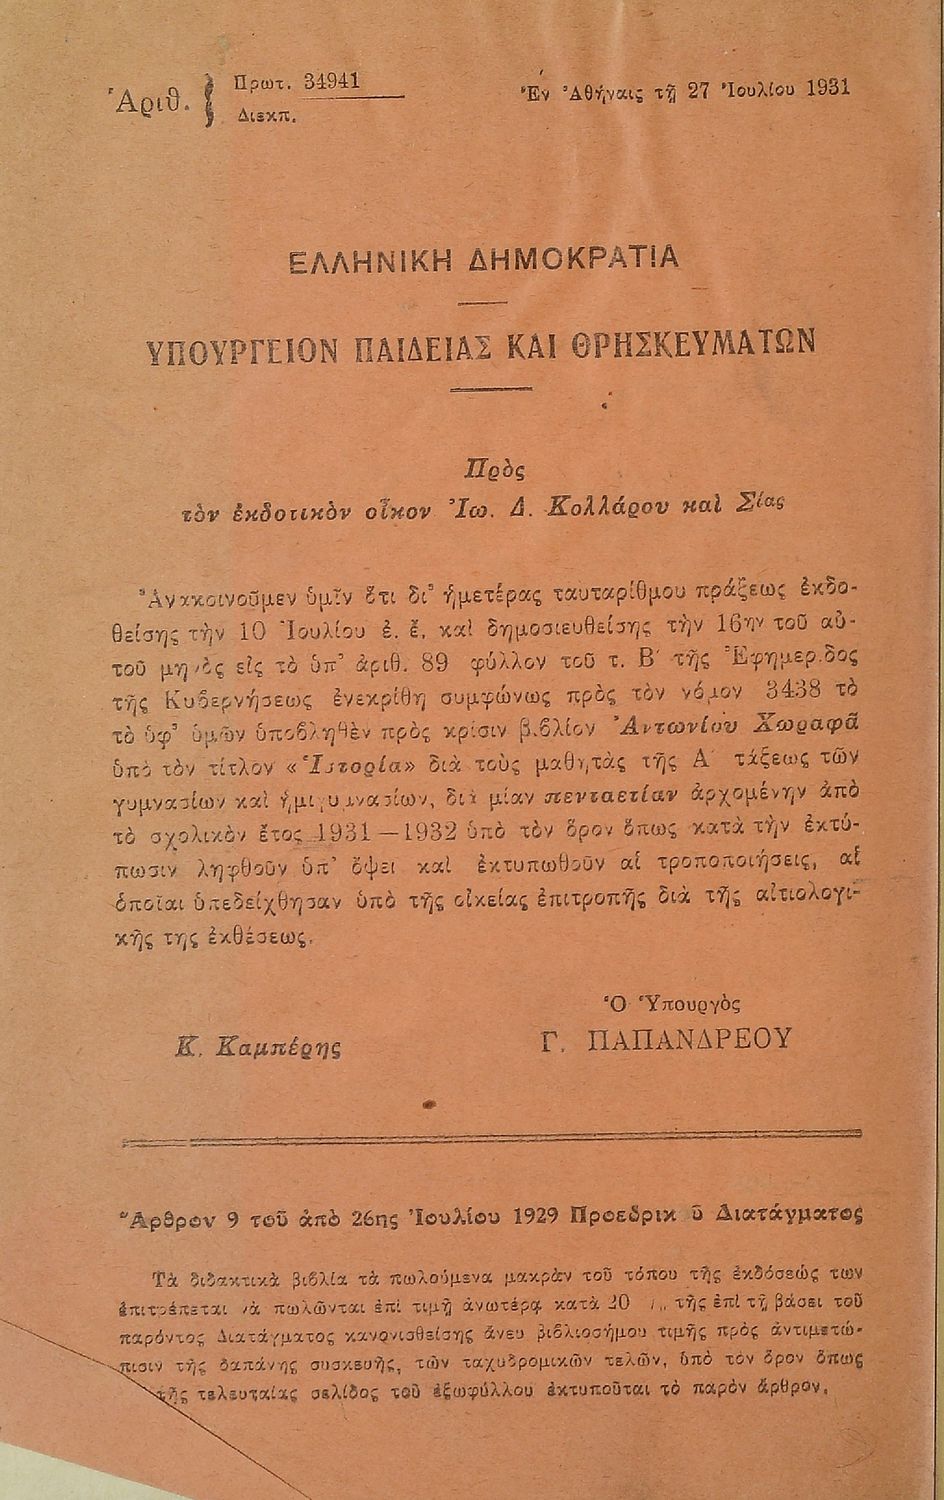 Ἀριθ. { Πρωτ. 34941
Διεκπ.
Ἐν Ἀθήναις τῇ 27 Ἰουλίου 1931
ΕΛΛΗΝΙΚΗ ΔΗΜΟΚΡΑΤΙΑ
ΥΠΟΥΡΓΕΙΟΝ ΠΑΙΔΕΙΑΣ ΚΑΙ ΘΡΗΣΚΕΥΜΑΤΩΝ
Πρὸς
τὸν ἐκδοτικὸν οἶκον Ἰω. Δ. Κολλάρου καὶ Σίας
Ἀνακοινοῦμεν ὑμῖν ὅτι δι' ἡμετέρας ταυταρίθμου πράξεως ἐκδο-
θείσης τὴν 10 Ἰουλίου ἐ. ἔ. καὶ δημοσιευθείσης τὴν 16ην τοῦ αὐ-
τοῦ μηνὸς εἰς τὸ ὑπ' ἀριθ. 89 φύλλον τοῦ τ. Β' τῆς Ἐφημερίδος
τῆς Κυβερνήσεως ἐνεκρίθη συμφώνως πρὸς τὸν νόμον 3438 τὸ
τὸ ὑφ' ὑμῶν ὑποβληθὲν πρὸς κρίσιν βιβλίον Ἀντωνίου Χωραφᾶ
ὑπὸ τὸν τίτλον «Ἱστορία» διὰ τοὺς μαθητὰς τῆς Α΄ τάξεως τῶν
γυμνασίων καὶ ἡμιγυμνασίων, διὰ μίαν πενταετίαν ἀρχομένην ἀπὸ
τὸ σχολικὸν ἔτος 1931—1932 ὑπὸ τὸν ὅρον ὅπως κατὰ τὴν ἐκτύ-
πωσιν ληφθοῦν ὑπ' ὄψει καὶ ἐκτυπωθοῦν αἱ τροποποιήσεις, αἱ
ὁποῖαι ὑπεδείχθησαν ὑπὸ τῆς οἰκείας ἐπιτροπῆς διὰ τῆς αἰτιολογι-
κῆς της ἐκθέσεως.
Ὁ Ὑπουργὸς
Κ. Καμπέρης Γ. ΠΑΠΑΝΔΡΕΟΥ
Ἄρθρον 9 τοῦ ἀπὸ 26ης Ἰουλίου 1929 Προεδρικοῦ Διατάγματος
Τὰ διδακτικὰ βιβλία τὰ πωλούμενα μακρὰν τοῦ τόπου τῆς ἐκδόσεώς των
ἐπιτρέπεται νὰ πωλῶνται ἐπὶ τιμῇ ἀνωτέρᾳ κατὰ 20 % τῆς ἐπὶ τῇ βάσει τοῦ
παρόντος Διατάγματος κανονισθείσης ἄνευ βιβλιοσήμου τιμῆς πρὸς ἀντιμετώ-
πισιν τῆς δαπάνης συσκευῆς, τῶν ταχυδρομικῶν τελῶν, ὑπὸ τὸν ὅρον ὅπως
τῆς τελευταίας σελίδος τοῦ ἐξωφύλλου ἐκτυποῦται τὸ παρὸν ἄρθρον.